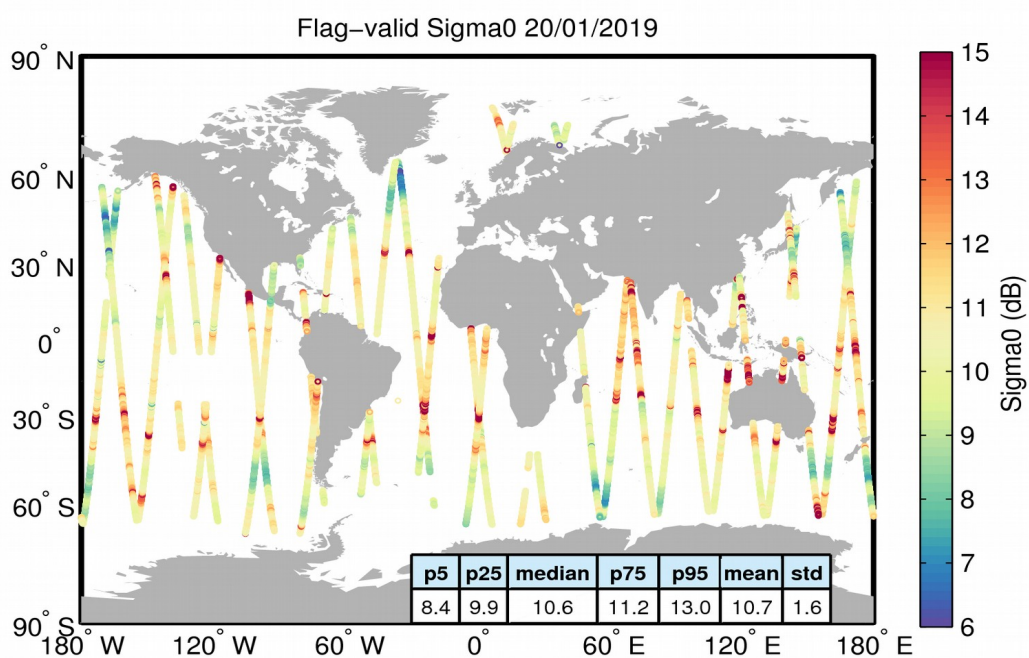 Flag−valid Sigma0 20/01/2019
90° N
60° N
30° N
0°
30° S
60° S
90° S
180° W
120° W
60° W
0°
60° E
120° E
180° E
p5 p25 median p75 p95 mean std
8.4 9.9 10.6 11.2 13.0 10.7 1.6
15
14
13
12
11
10
9
8
7
6
Sigma0 (dB)